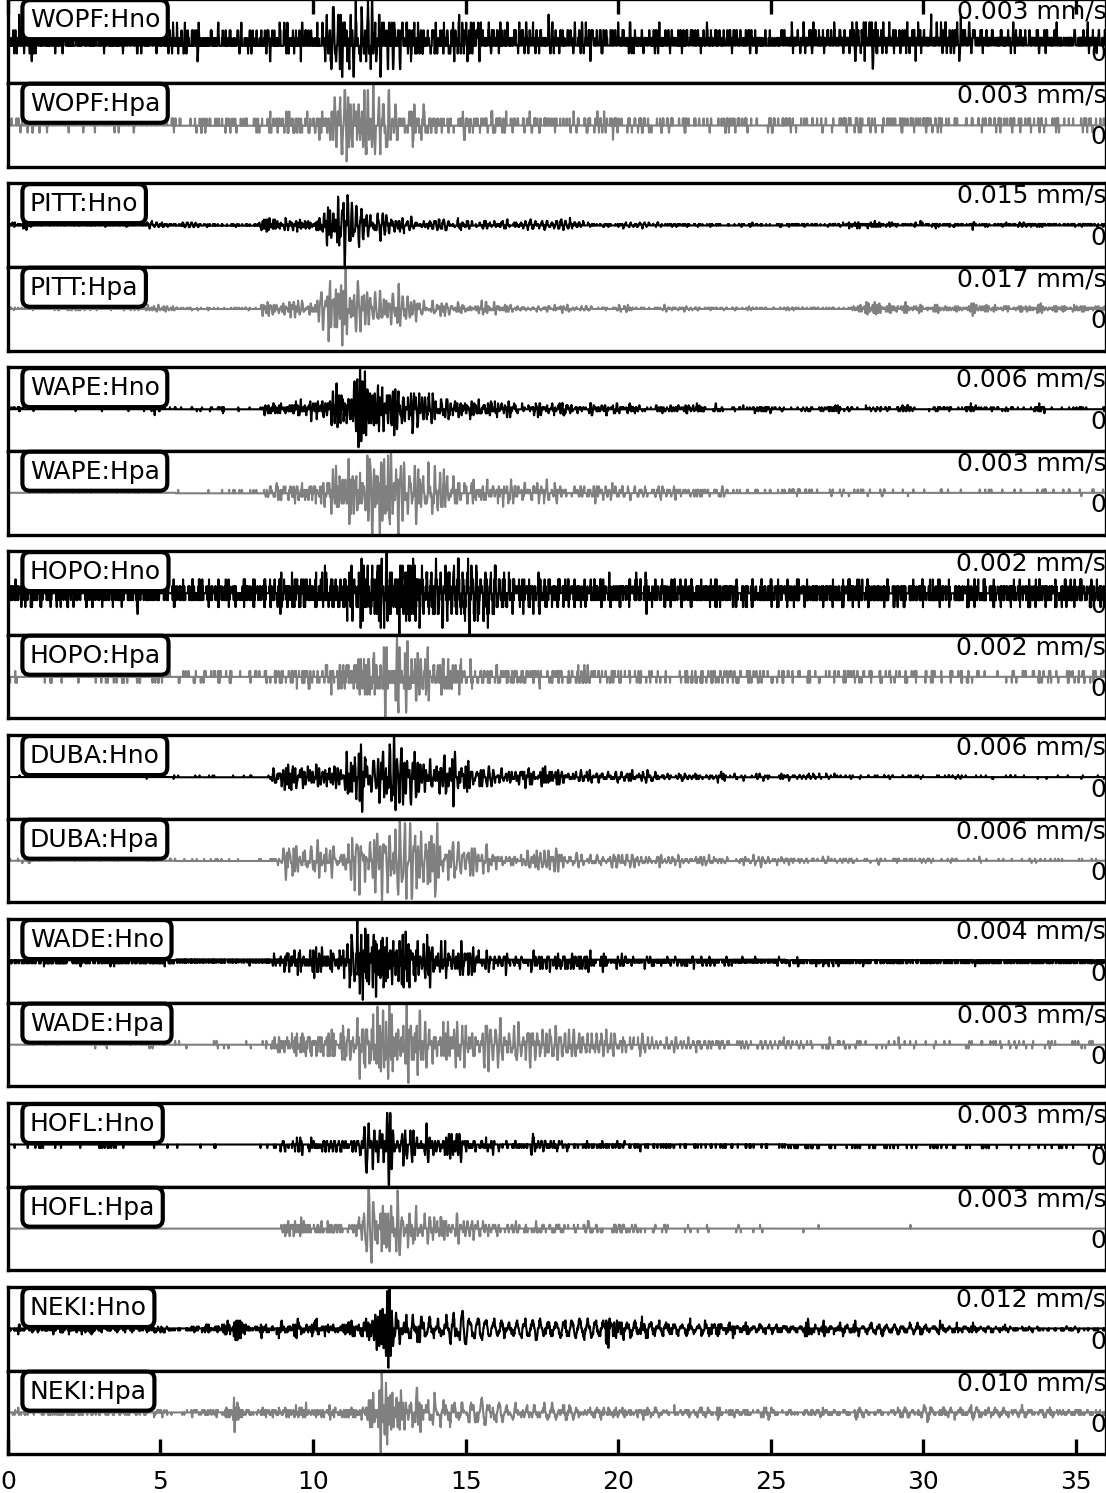 WOPF:Hno 0.003 mm/s
0
WOPF:Hpa 0.003 mm/s
0
PITT:Hno 0.015 mm/s
0
PITT:Hpa 0.017 mm/s
0
WAPE:Hno 0.006 mm/s
0
WAPE:Hpa 0.003 mm/s
0
HOPO:Hno 0.002 mm/s
0
HOPO:Hpa 0.002 mm/s
0
DUBA:Hno 0.006 mm/s
0
DUBA:Hpa 0.006 mm/s
0
WADE:Hno 0.004 mm/s
0
WADE:Hpa 0.003 mm/s
0
HOFL:Hno 0.003 mm/s
0
HOFL:Hpa 0.003 mm/s
0
NEKI:Hno 0.012 mm/s
0
NEKI:Hpa 0.010 mm/s
0
0 5 10 15 20 25 30 35